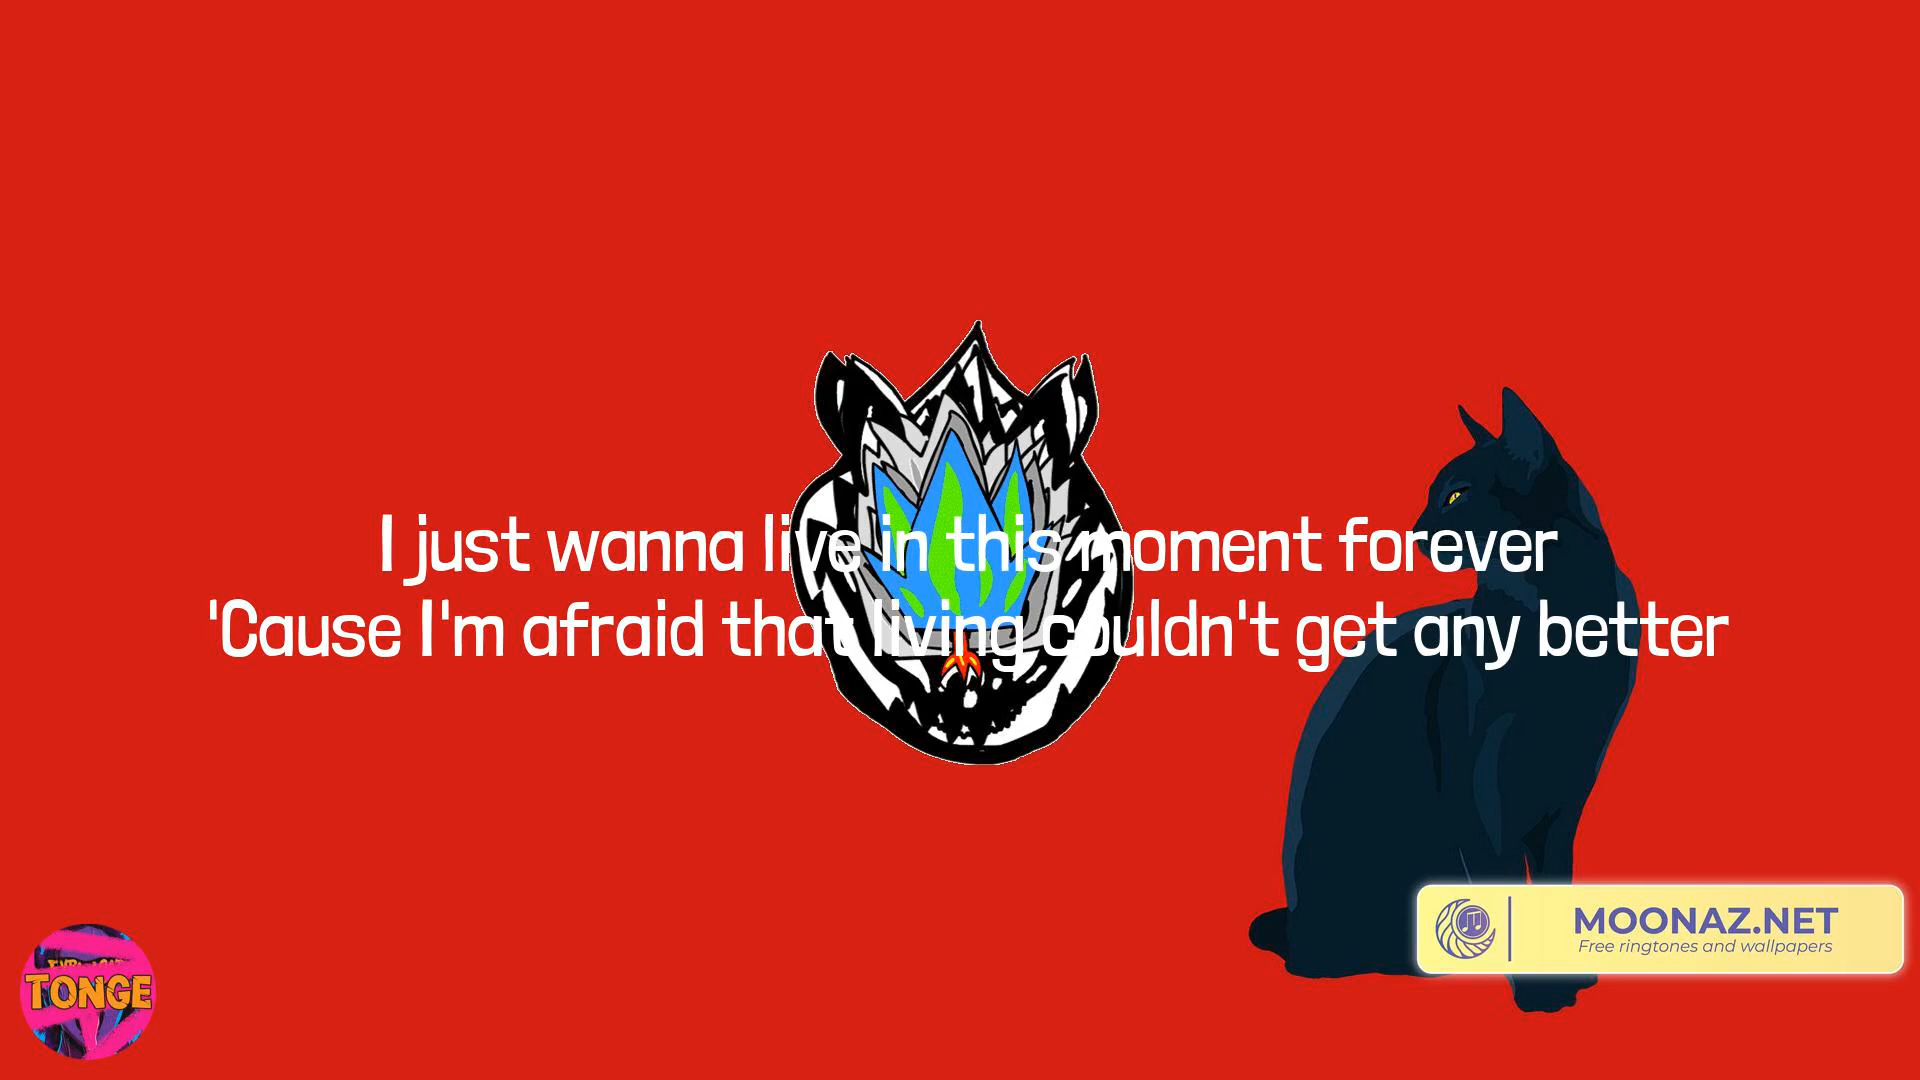 I just wanna live in this moment forever
'Cause I'm afraid that living couldn't get any better
MOONAZ.NET
Free ringtones and wallpapers
TONGE